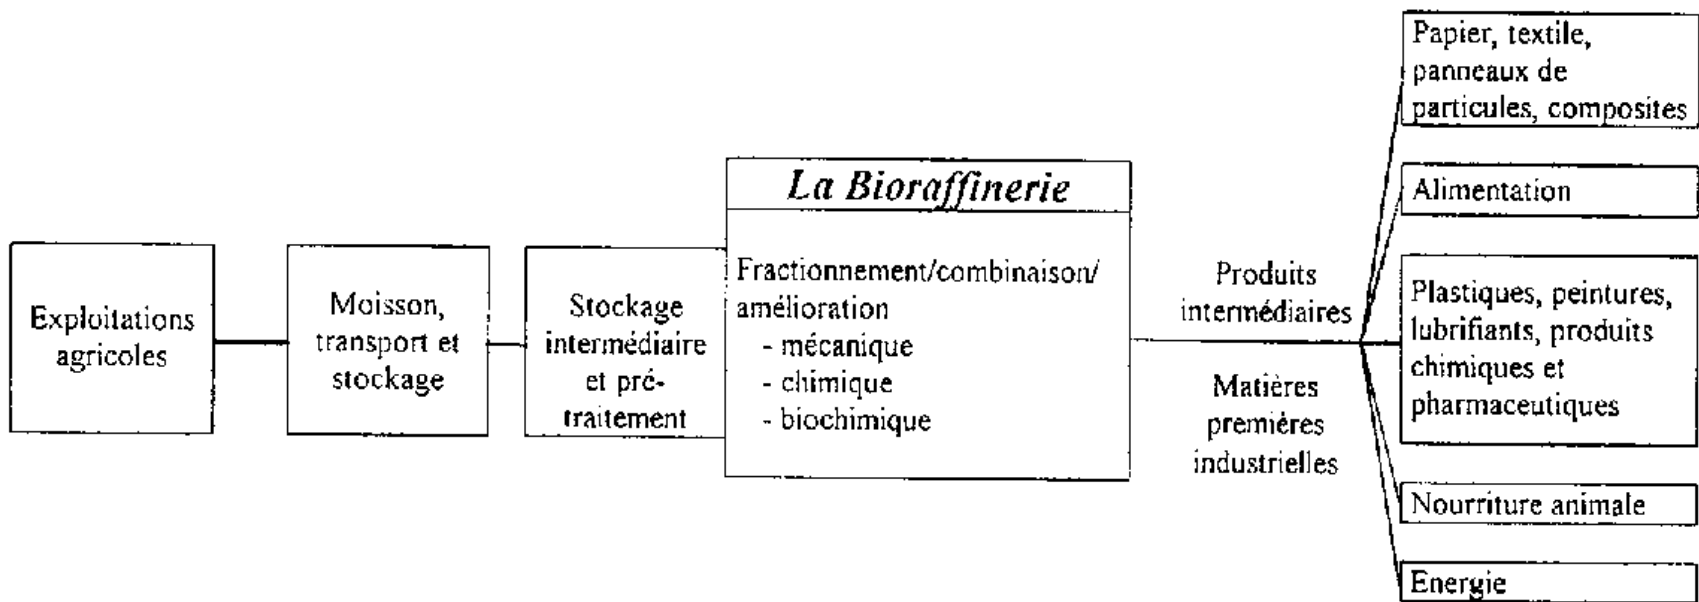 Exploitations
agricoles
Moisson,
transport et
stockage
Stockage
intermédiaire
et pré-
traitement
La Bioraffinerie
Fractionnement/combinaison/
amélioration
- mécanique
- chimique
- biochimique
Produits
intermédiaires
Matières
premières
industrielles
Papier, textile,
panneaux de
particules, composites
Alimentation
Plastiques, peintures,
lubrifiants, produits
chimiques et
pharmaceutiques
Nourriture animale
Energie